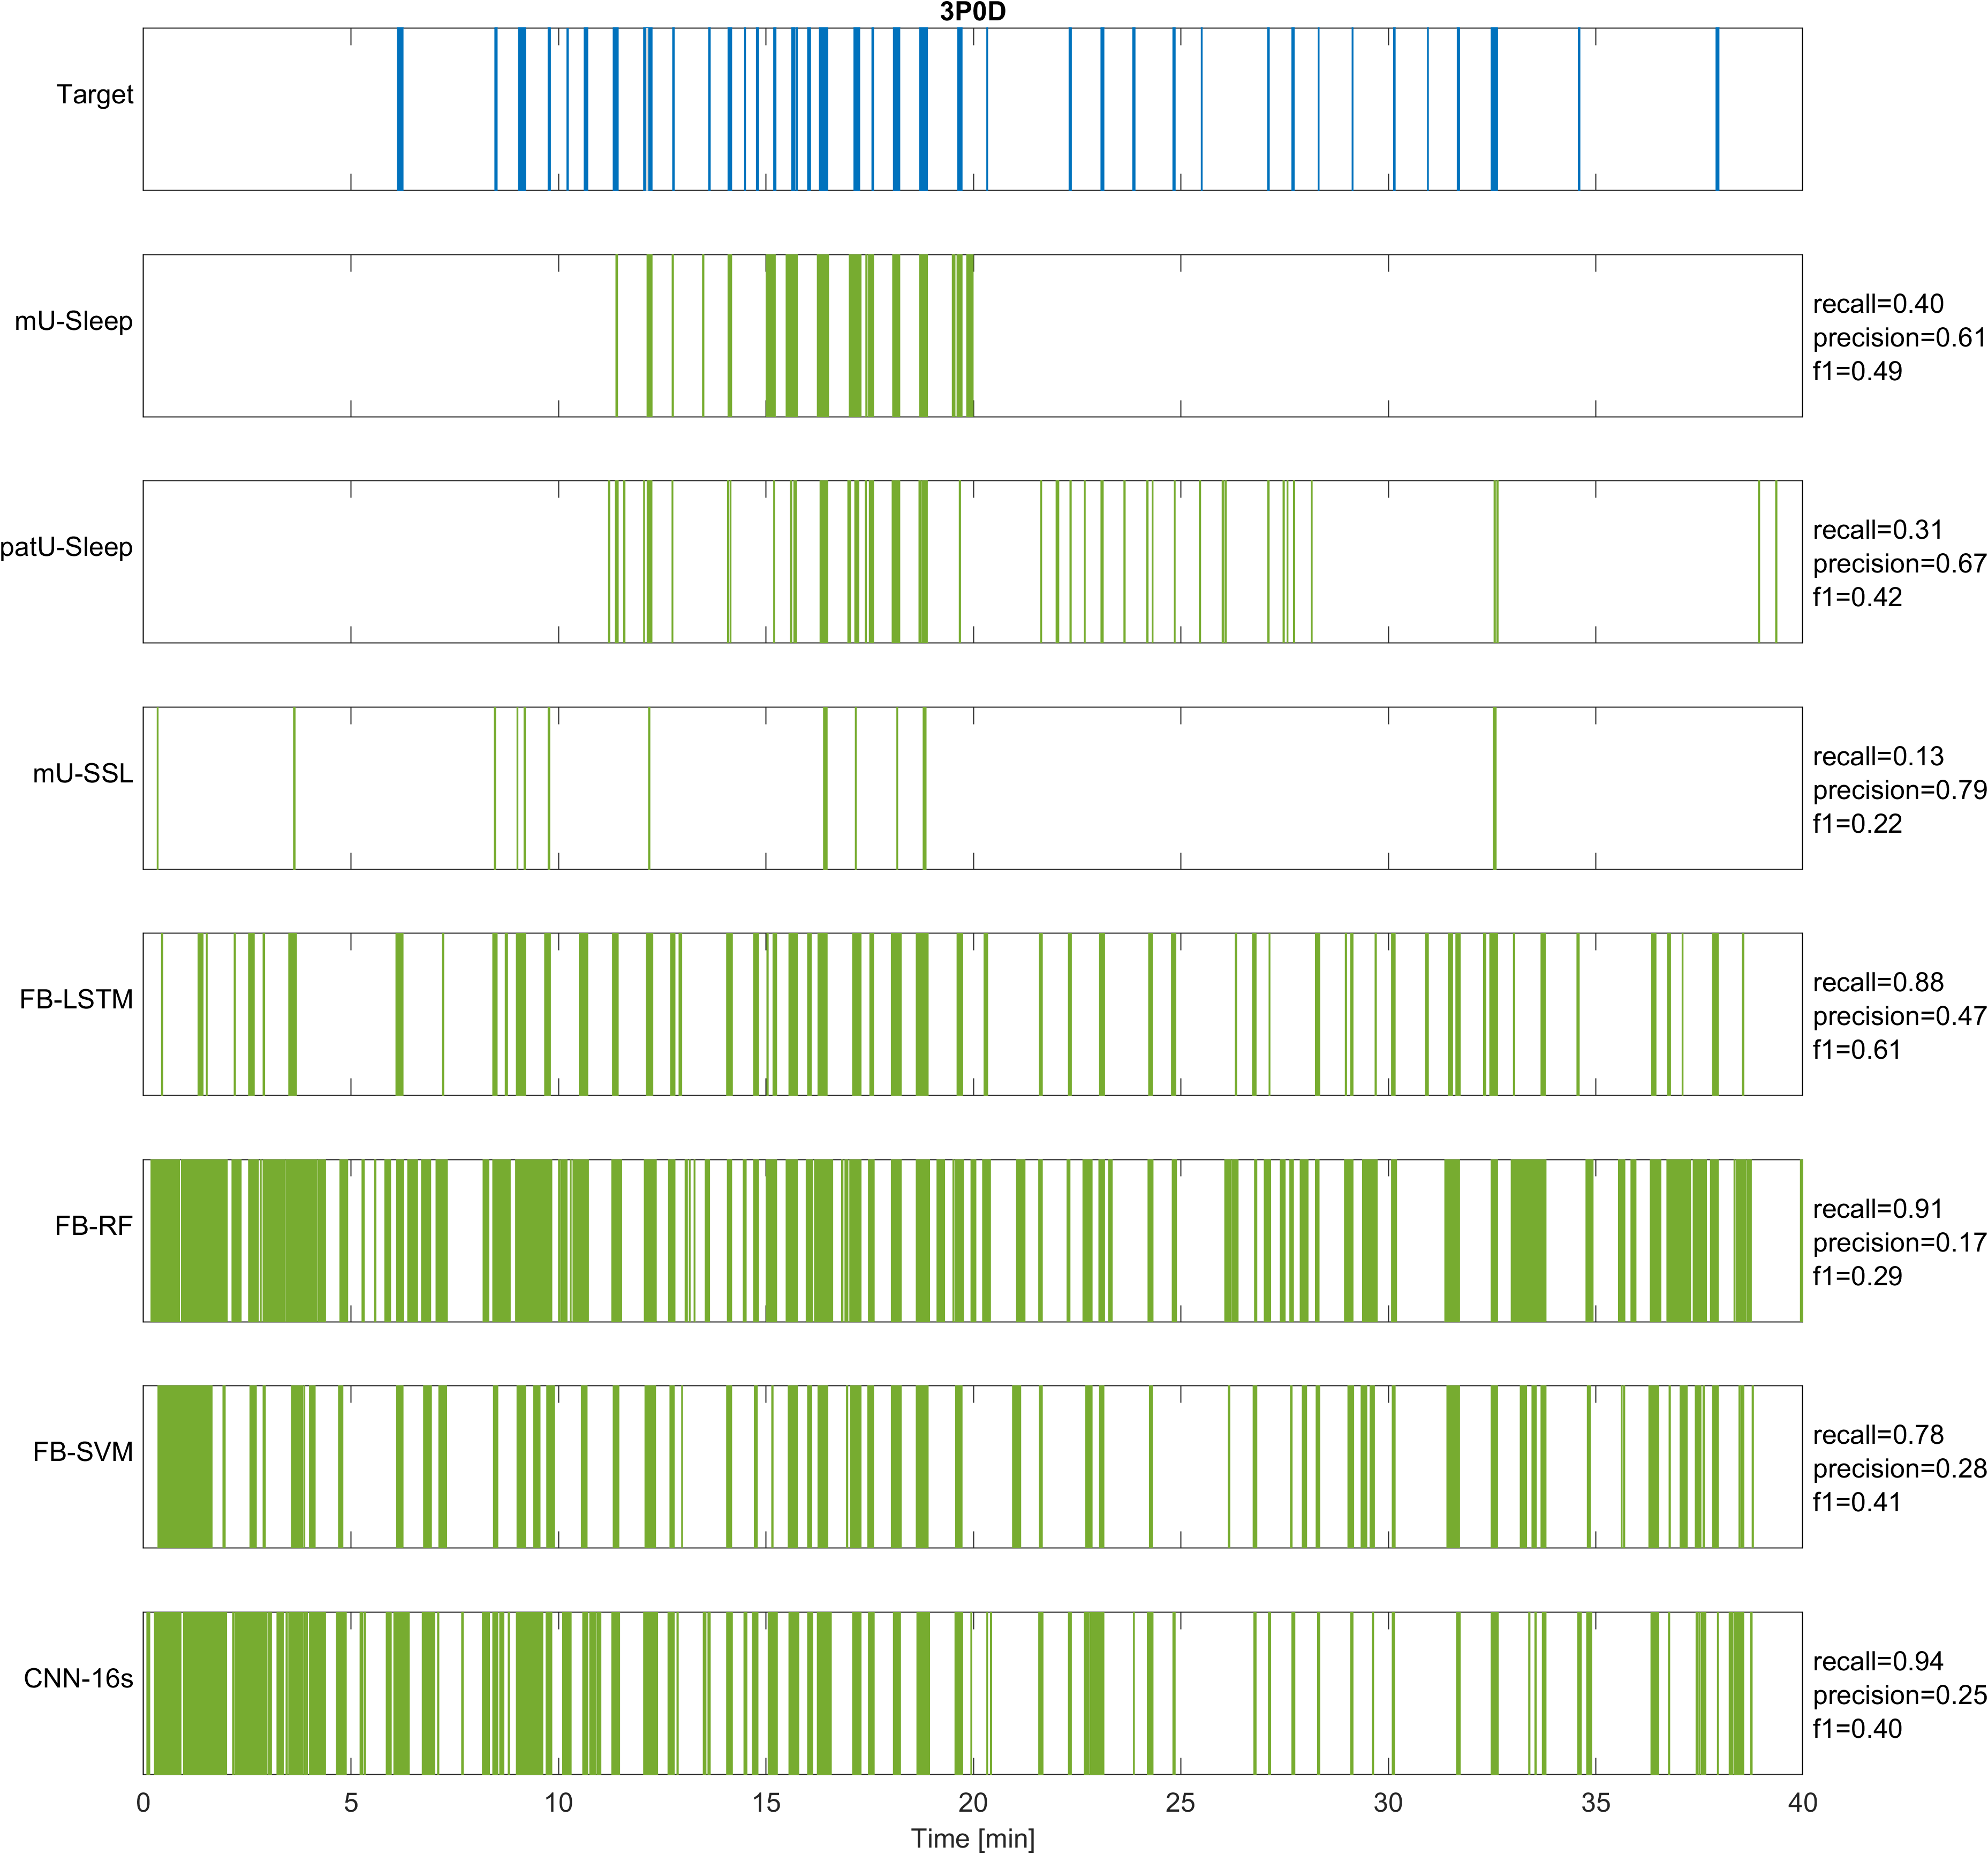 3P0D
Target
mU-Sleep
recall=0.40
precision=0.61
f1=0.49
patU-Sleep
recall=0.31
precision=0.67
f1=0.42
mU-SSL
recall=0.13
precision=0.79
f1=0.22
FB-LSTM
recall=0.88
precision=0.47
f1=0.61
FB-RF
recall=0.91
precision=0.17
f1=0.29
FB-SVM
recall=0.78
precision=0.28
f1=0.41
CNN-16s
recall=0.94
precision=0.25
f1=0.40
0 5 10 15 20 25 30 35 40
Time [min]